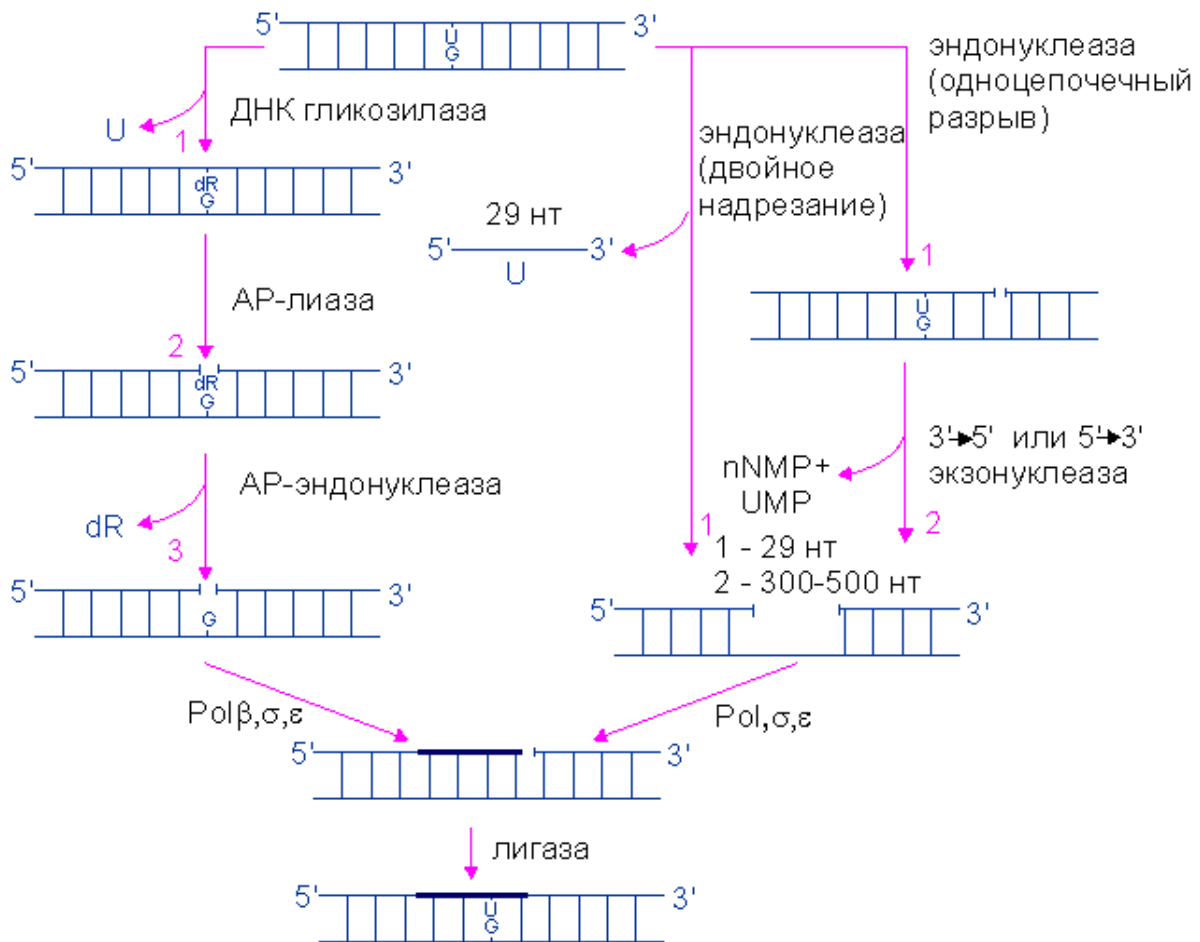 5' 3'
U
G
эндонуклеаза
(одноцепочечный
разрыв)
ДНК гликозилаза
U
1
эндонуклеаза
(двойное
надрезание)
5' 3'
dR
G
29 нт
5' 3'
U
1
U
G
АР-лиаза
2
5' 3'
dR
G
3'→5' или 5'→3'
экзонуклеаза
nNMP+
UMP
АР-эндонуклеаза
dR
3
1
2
1 - 29 нт
2 - 300-500 нт
5' 3'
G
5' 3'
Polβ,σ,ε
Pol,σ,ε
5' 3'
лигаза
5' 3'
U
G